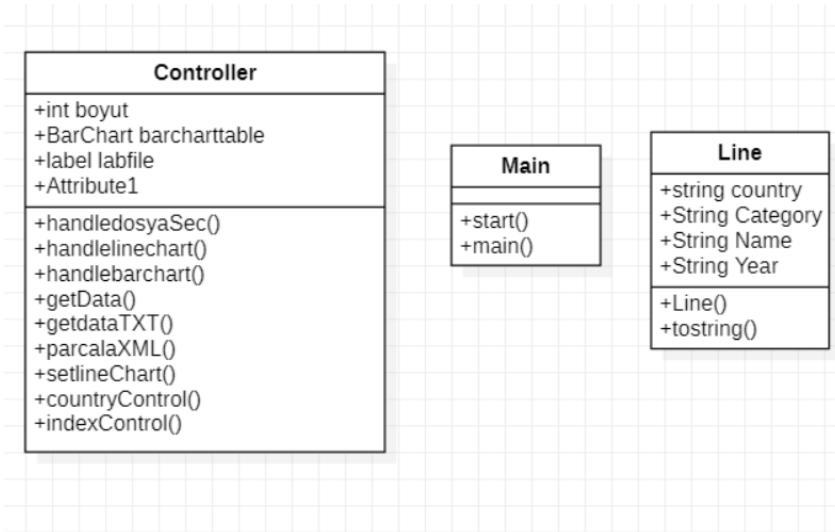 Controller
+int boyut
+BarChart barcharttable
+label labfile
+Attribute1
+handledosyaSec()
+handlelinechart()
+handlebarchart()
+getData()
+getdataTXT()
+parcalaXML()
+setlineChart()
+countryControl()
+indexControl()
Main
+start()
+main()
Line
+string country
+String Category
+String Name
+String Year
+Line()
+tostring()